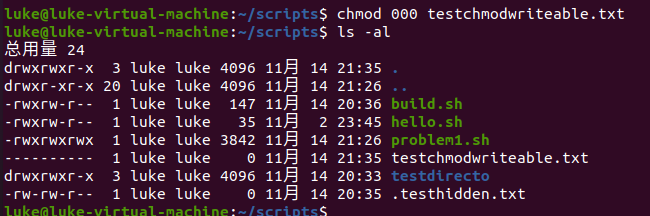 luke@luke-virtual-machine:~/scripts$ chmod 000 testchmodwriteable.txt
luke@luke-virtual-machine:~/scripts$ ls -al
总用量 24
drwxrwxr-x  3 luke luke 4096 11月 14 21:35 .
drwxr-xr-x 20 luke luke 4096 11月 14 21:26 ..
-rwxrw-r--  1 luke luke  147 11月 14 20:36 build.sh
-rwxrw-r--  1 luke luke   35 11月  2 23:45 hello.sh
-rwxrwxrwx  1 luke luke 3842 11月 14 21:26 problem1.sh
----------  1 luke luke    0 11月 14 21:35 testchmodwriteable.txt
drwxrwxr-x  3 luke luke 4096 11月 14 20:33 testdirecto
-rw-rw-r--  1 luke luke    0 11月 14 20:35 .testhidden.txt
luke@luke-virtual-machine:~/scripts$